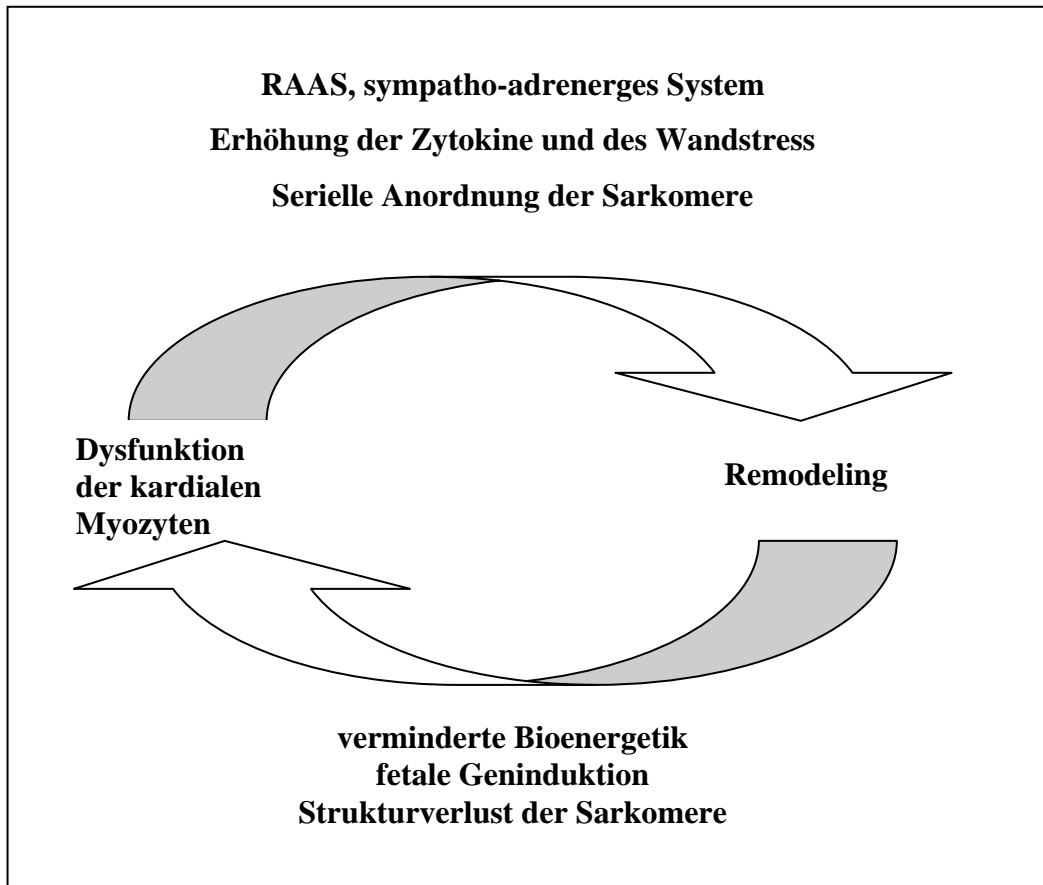 RAAS, sympatho-adrenerges System
Erhöhung der Zytokine und des Wandstress
Serielle Anordnung der Sarkomere
Dysfunktion
der kardialen
Myozyten
Remodeling
verminderte Bioenergetik
fetale Geninduktion
Strukturverlust der Sarkomere